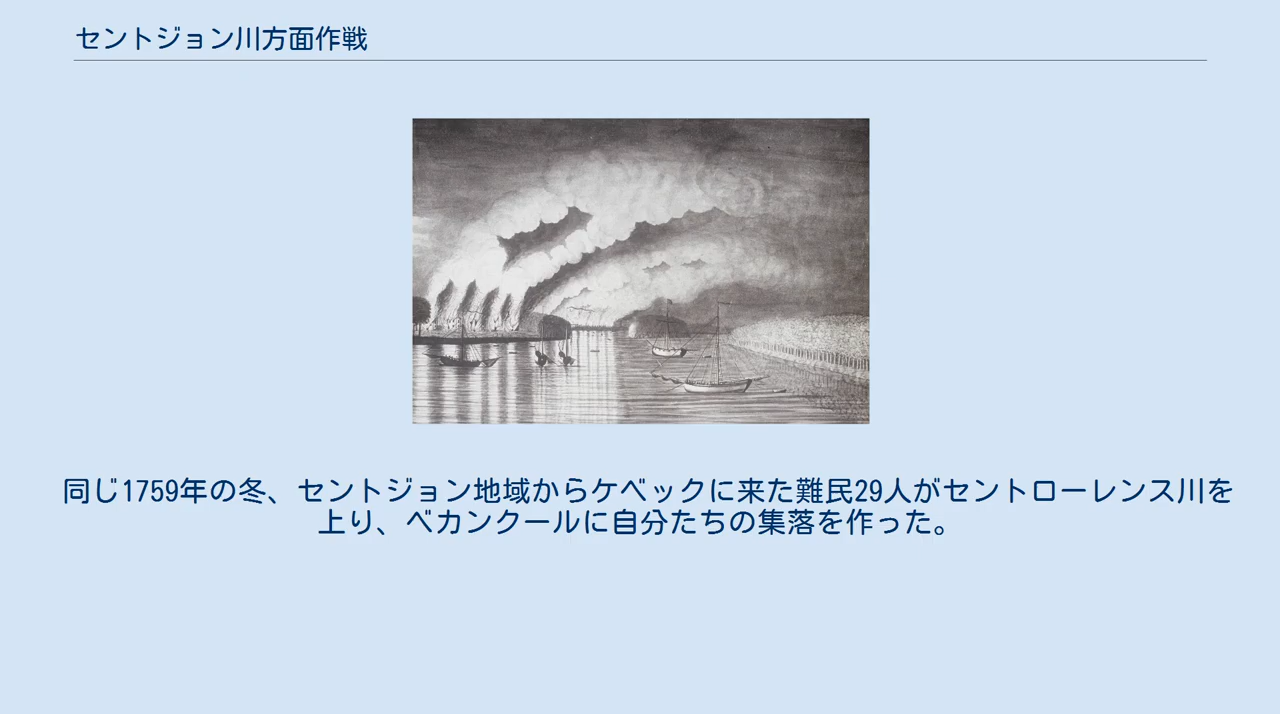 セントジョン川方面作戦
同じ1759年の冬、セントジョン地域からケベックに来た難民29人がセントローレンス川を
上り、ベカンクールに自分たちの集落を作った。